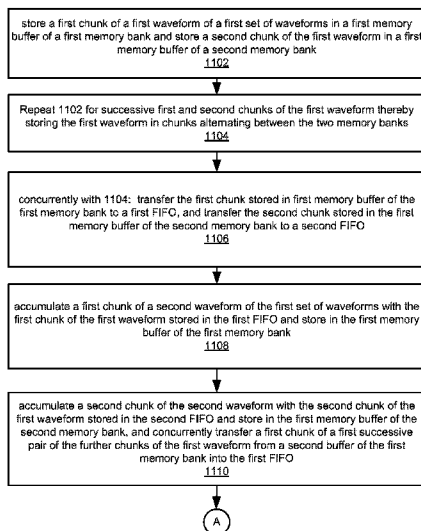 store a first chunk of a first waveform of a first set of waveforms in a first memory
buffer of a first memory bank and store a second chunk of the first waveform in a first
memory buffer of a second memory bank
1102
Repeat 1102 for successive first and second chunks of the first waveform thereby
storing the first waveform in chunks alternating between the two memory banks
1104
concurrently with 1104: transfer the first chunk stored in first memory buffer of the
first memory bank to a first FIFO, and transfer the second chunk stored in the first
memory buffer of the second memory bank to a second FIFO
1106
accumulate a first chunk of a second waveform of the first set of waveforms with the
first chunk of the first waveform stored in the first FIFO and store in the first memory
buffer of the first memory bank
1108
accumulate a second chunk of the second waveform with the second chunk of the
first waveform stored in the second FIFO and store in the first memory buffer of the
second memory bank, and concurrently transfer a first chunk of a first successive
pair of the further chunks of the first waveform from a second buffer of the first
memory bank into the first FIFO
1110
A